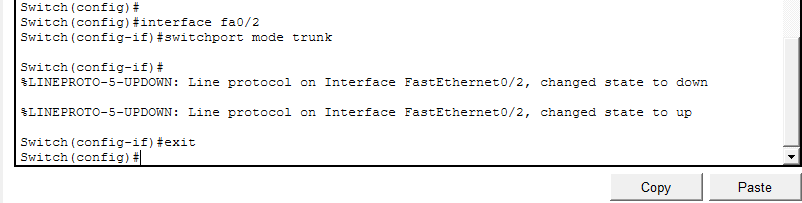 Switch(config)#
Switch(config)#interface fa0/2
Switch(config-if)#switchport mode trunk
Switch(config-if)#
%LINEPROTO-5-UPDOWN: Line protocol on Interface FastEthernet0/2, changed state to down
%LINEPROTO-5-UPDOWN: Line protocol on Interface FastEthernet0/2, changed state to up
Switch(config-if)#exit
Switch(config)#
Copy
Paste